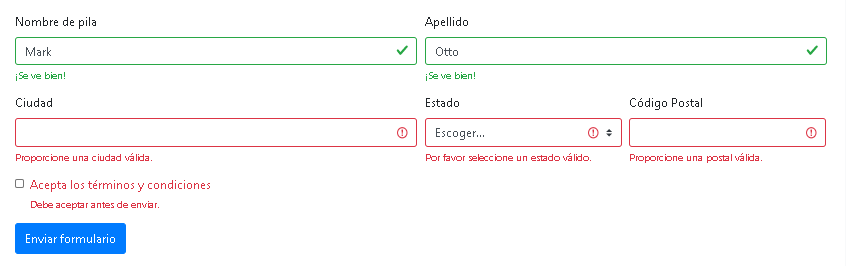 Nombre de pila Apellido
Mark Otto
¡Se ve bien! ¡Se ve bien!
Ciudad Estado Código Postal
Escoger...
Proporcione una ciudad válida. Por favor seleccione un estado válido. Proporcione una postal válida.
Acepta los términos y condiciones
Debe aceptar antes de enviar.
Enviar formulario